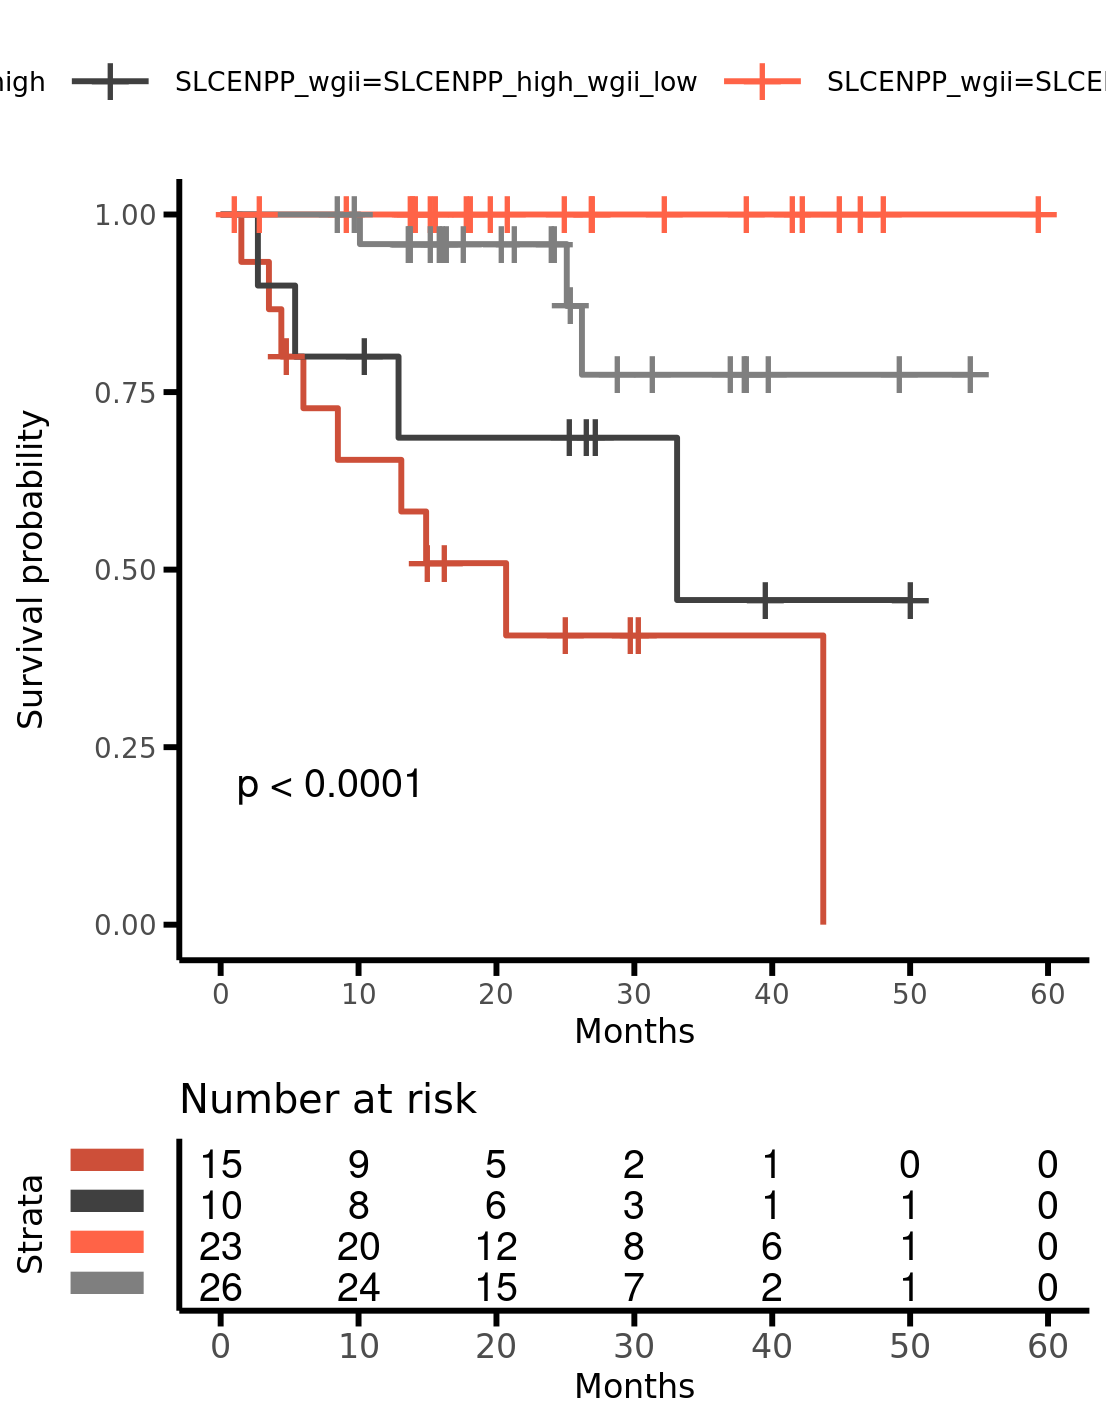 high SLCENPP_wgii=SLCENPP_high_wgii_low SLCENPP_wgii=SLCE
1.00
0.75
0.50
0.25
0.00
Survival probability
p < 0.0001
0 10 20 30 40 50 60
Months
Number at risk
Strata
15 9 5 2 1 0 0
10 8 6 3 1 1 0
23 20 12 8 6 1 0
26 24 15 7 2 1 0
0 10 20 30 40 50 60
Months